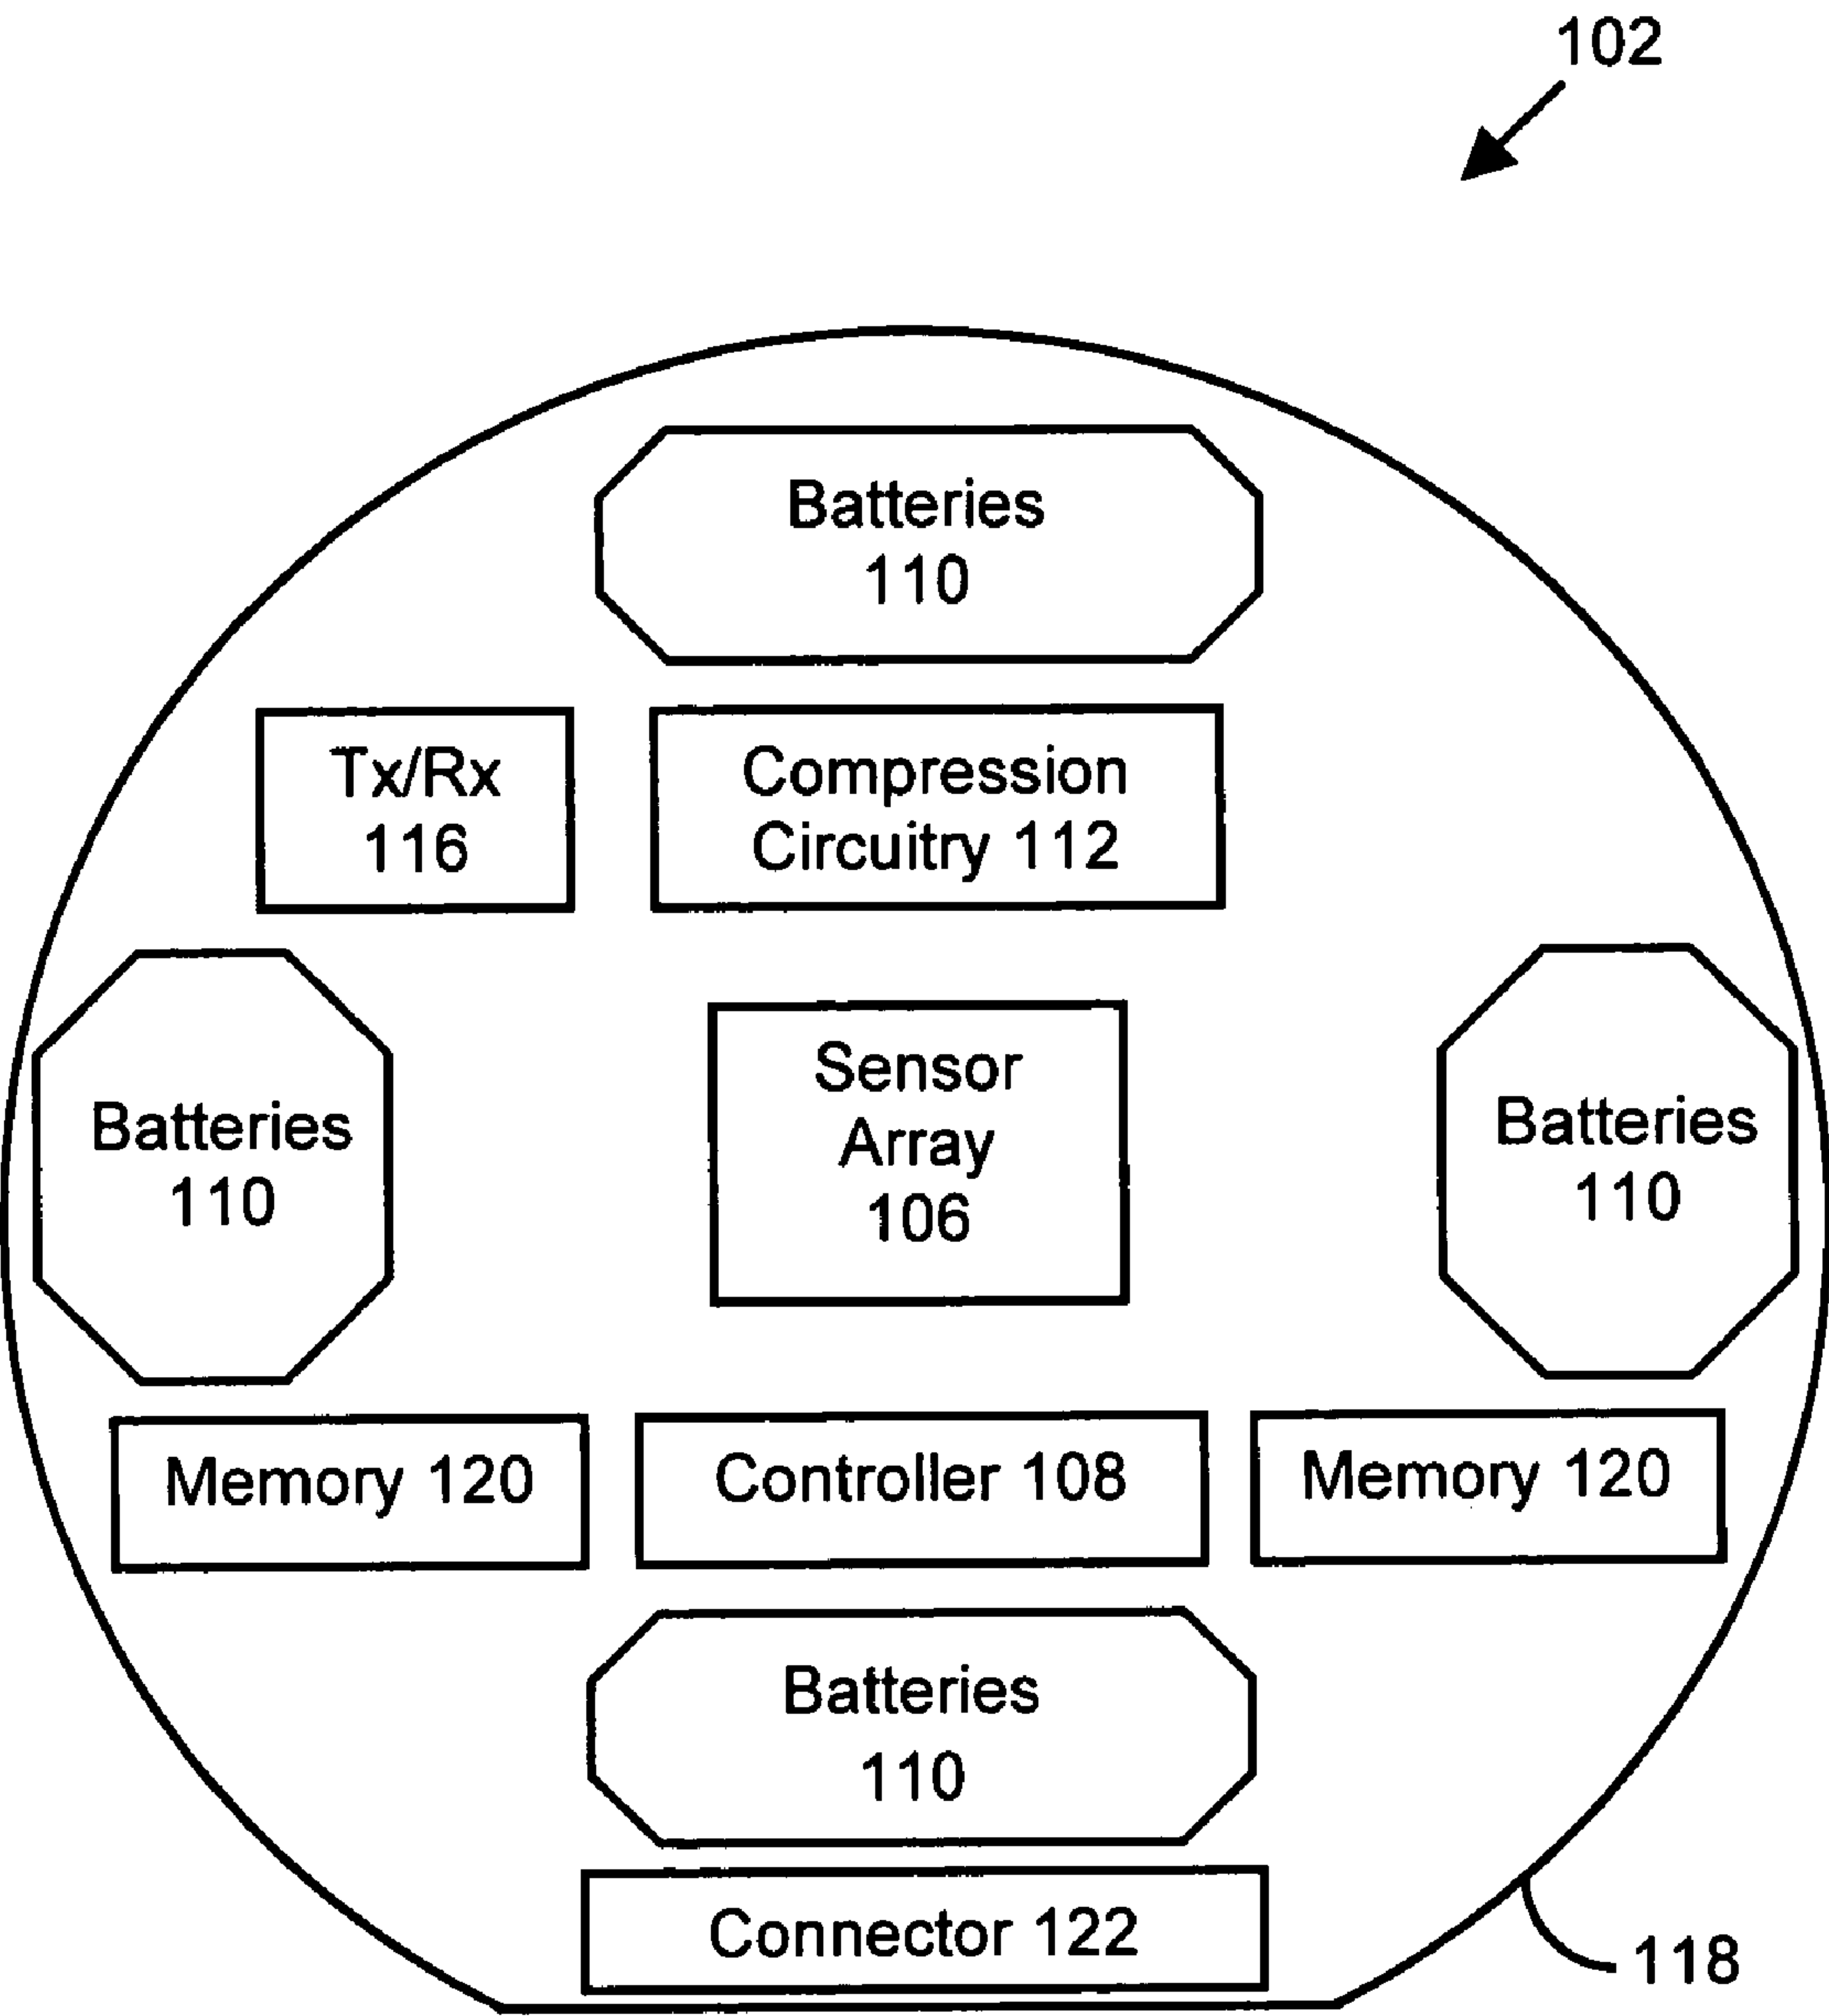 102
Batteries
110
Tx/Rx
116
Compression
Circuitry 112
Batteries
110
Sensor
Array
106
Batteries
110
Memory 120
Controller 108
Memory 120
Batteries
110
Connector 122
118